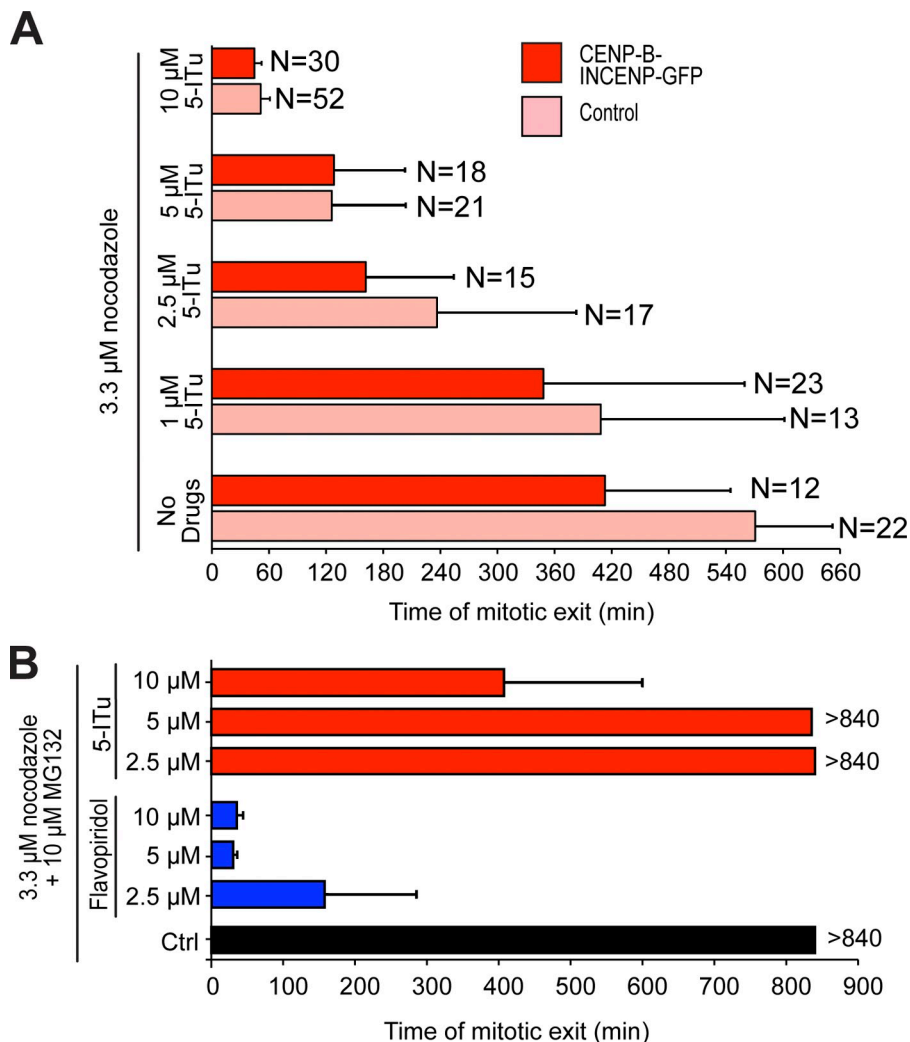 A
3.3 µM nocodazole
10 µM
5-ITu
N=30
N=52
CENP-B-
INCENP-GFP
Control
5 µM
5-ITu
N=18
N=21
2.5 µM
5-ITu
N=15
N=17
1 µM
5-ITu
N=23
N=13
No
Drugs
N=12
N=22
0 60 120 180 240 300 360 420 480 540 600 660
Time of mitotic exit (min)
B
3.3 µM nocodazole
+ 10 µM MG132
5-ITu
10 µM
5 µM >840
2.5 µM >840
Flavopiridol
10 µM
5 µM
2.5 µM
Ctrl >840
0 100 200 300 400 500 600 700 800 900
Time of mitotic exit (min)